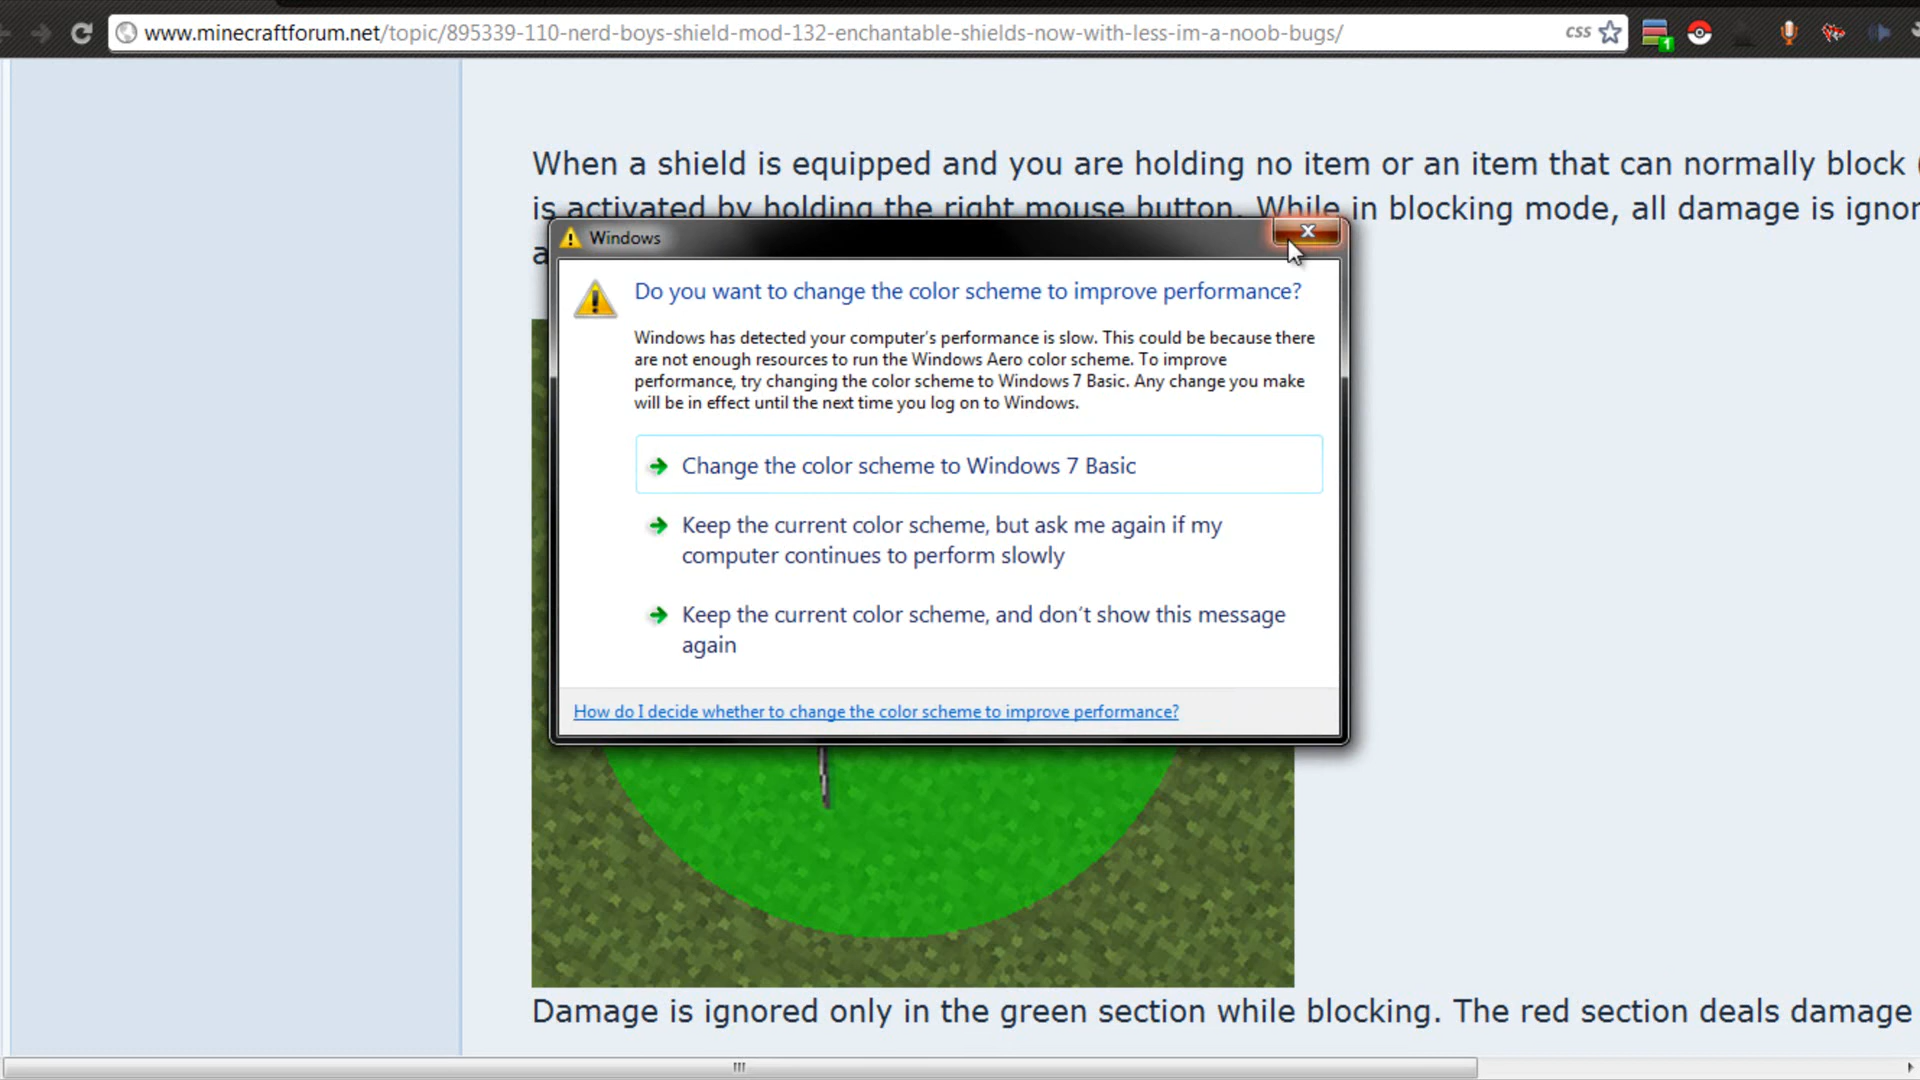 www.minecraftforum.net/topic/895339-110-nerd-boys-shield-mod-132-enchantable-shields-now-with-less-im-a-noob-bugs/
CSS
1
When a shield is equipped and you are holding no item or an item that can normally block (
is activated by holding the right mouse button. While in blocking mode, all damage is ignor
a
Windows
Do you want to change the color scheme to improve performance?
Windows has detected your computer's performance is slow. This could be because there
are not enough resources to run the Windows Aero color scheme. To improve
performance, try changing the color scheme to Windows 7 Basic. Any change you make
will be in effect until the next time you log on to Windows.
Change the color scheme to Windows 7 Basic
Keep the current color scheme, but ask me again if my
computer continues to perform slowly
Keep the current color scheme, and don't show this message
again
How do I decide whether to change the color scheme to improve performance?
Damage is ignored only in the green section while blocking. The red section deals damage